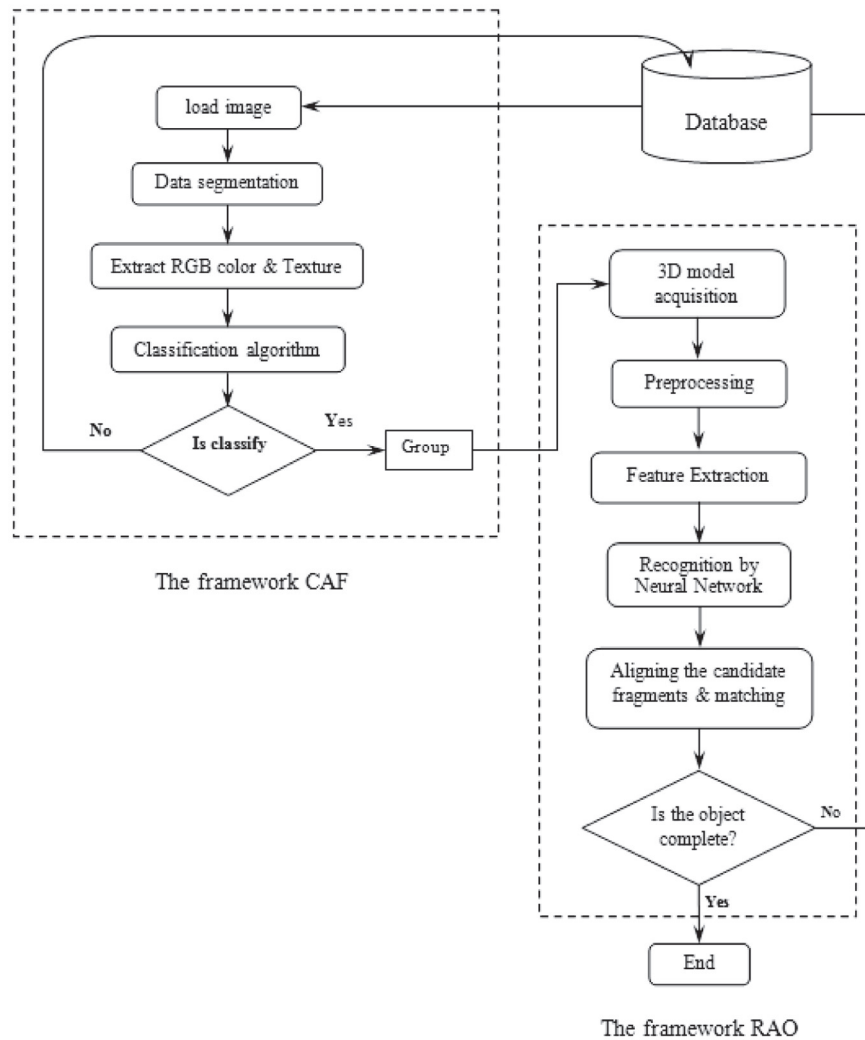 load image
Database
Data segmentation
Extract RGB color & Texture
Classification algorithm
No
Is classify
Yes
Group
The framework CAF
3D model
acquisition
Preprocessing
Feature Extraction
Recognition by
Neural Network
Aligning the candidate
fragments & matching
Is the object
complete?
No
Yes
End
The framework RAO